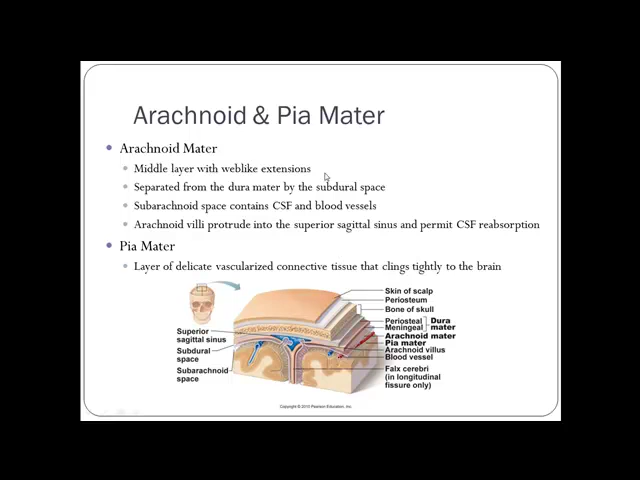 Arachnoid & Pia Mater
Arachnoid Mater
Middle layer with weblike extensions
Separated from the dura mater by the subdural space
Subarachnoid space contains CSF and blood vessels
Arachnoid villi protrude into the superior sagittal sinus and permit CSF reabsorption
Pia Mater
Layer of delicate vascularized connective tissue that clings tightly to the brain
Superior
sagittal sinus
Subdural
space
Subarachnoid
space
Skin of scalp
Periosteum
Bone of skull
Periosteal
Meningeal
Dura
mater
Arachnoid mater
Pia mater
Arachnoid villus
Blood vessel
Falx cerebri
(in longitudinal
fissure only)
Copyright © 2010 Pearson Education, Inc.